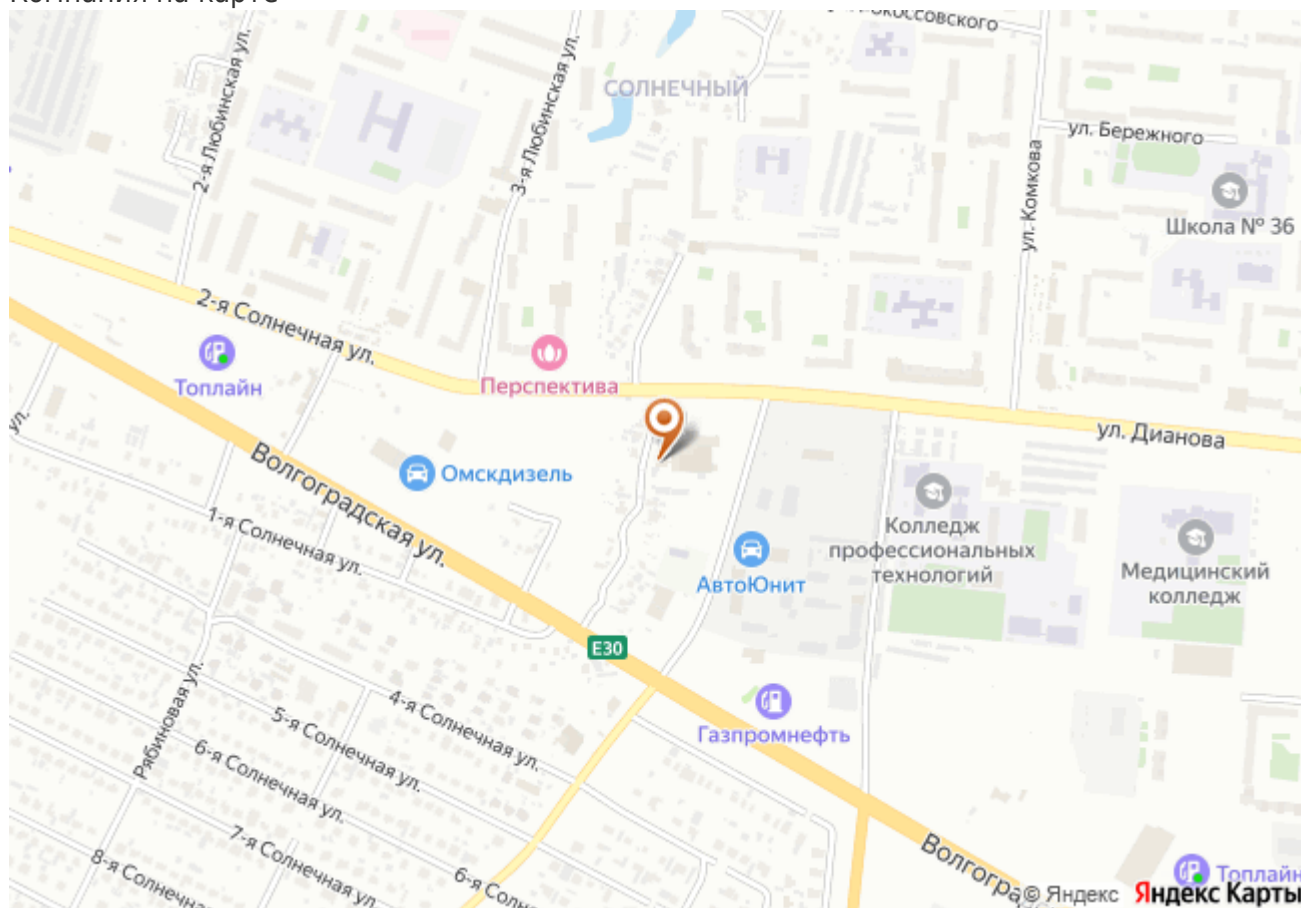 Компания на карте
окоссовского
СОЛНЕЧНЫЙ
2-я Любинская ул.
3-я Любинская ул.
ул. Бережного
ул. Комкова
Школа № 36
2-я Солнечная ул.
Топлайн
Перспектива
ул. Дианова
ул.
Волгоградская ул.
Омскдизель
1-я Солнечная ул.
Колледж
профессиональных
технологий
АвтоЮнит
Медицинский
колледж
E30
Рябиновая ул.
4-я Солнечная ул.
5-я Солнечная ул.
Газпромнефть
6-я Солнечная ул.
7-я Солнечная ул.
8-я Солнечная
6-я Солн
Волгогра
Топлайн
© Яндекс Яндекс Карты